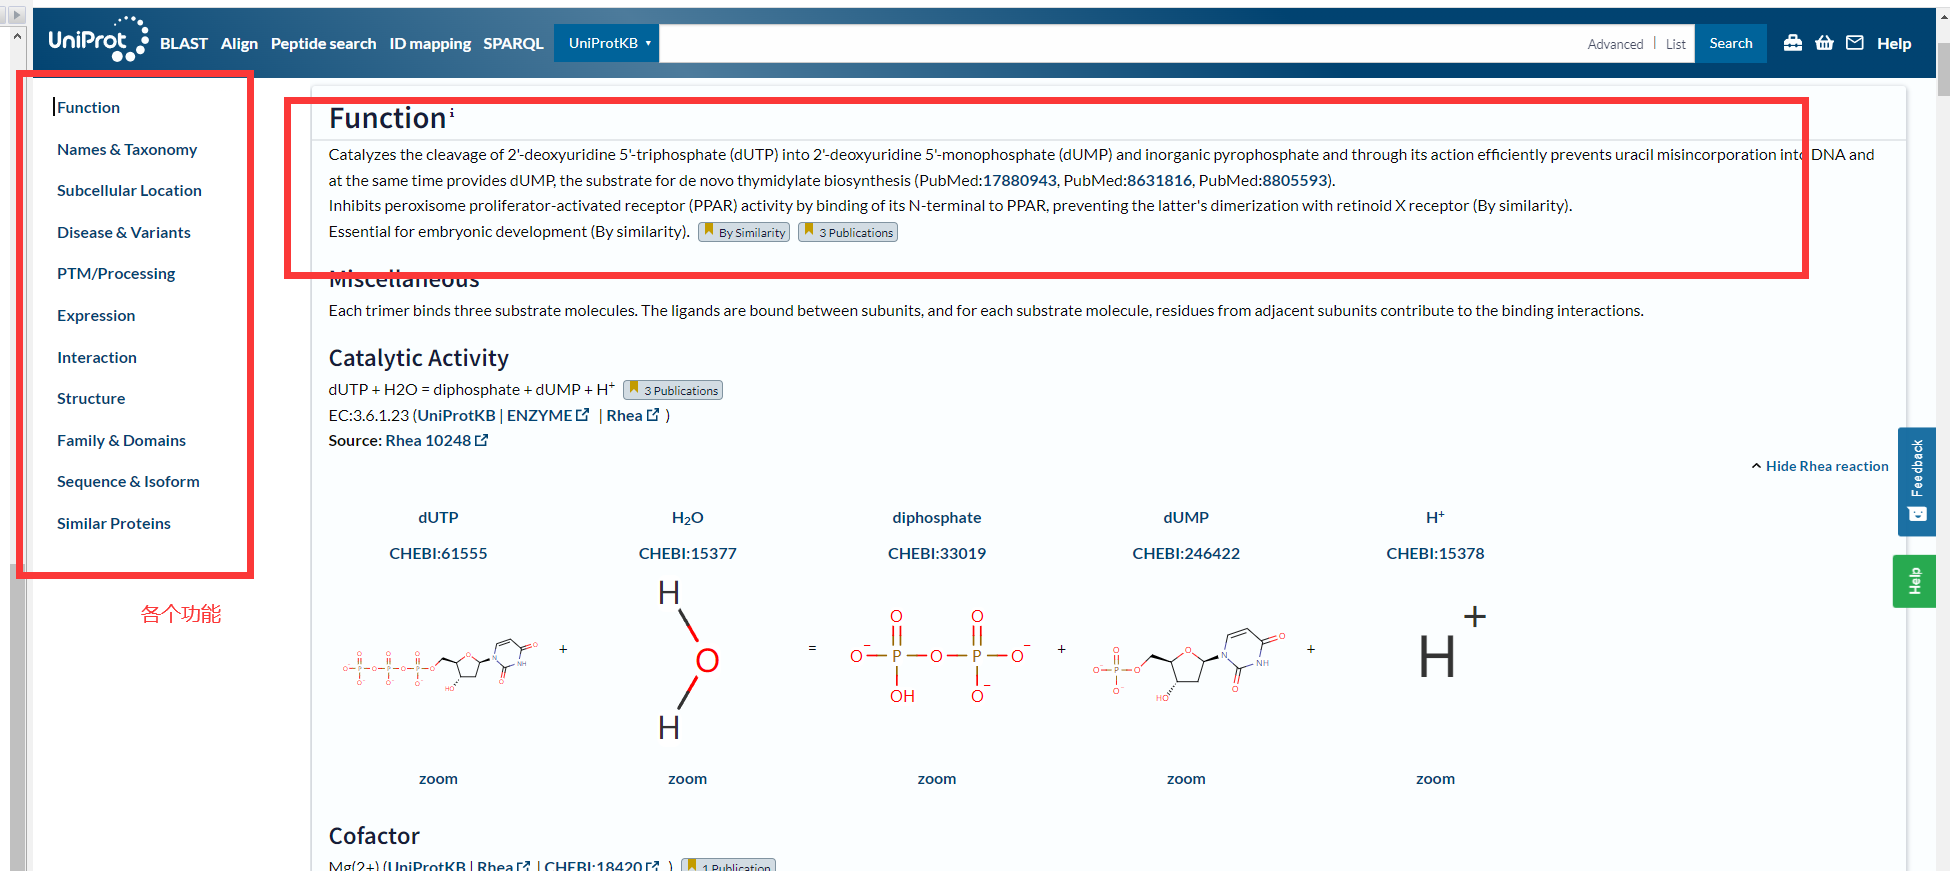 UniProt BLAST Align Peptide search ID mapping SPARQL UniProtKB Advanced | List Search Help
Function
Names & Taxonomy
Subcellular Location
Disease & Variants
PTM/Processing
Expression
Interaction
Structure
Family & Domains
Sequence & Isoform
Similar Proteins
各个功能
Function i
Catalyzes the cleavage of 2'-deoxyuridine 5'-triphosphate (dUTP) into 2'-deoxyuridine 5'-monophosphate (dUMP) and inorganic pyrophosphate and through its action efficiently prevents uracil misincorporation into DNA and
at the same time provides dUMP, the substrate for de novo thymidylate biosynthesis (PubMed:17880943, PubMed:8631816, PubMed:8805593).
Inhibits peroxisome proliferator-activated receptor (PPAR) activity by binding of its N-terminal to PPAR, preventing the latter's dimerization with retinoid X receptor (By similarity).
Essential for embryonic development (By similarity). By Similarity 3 Publications
Miscellaneous
Each trimer binds three substrate molecules. The ligands are bound between subunits, and for each substrate molecule, residues from adjacent subunits contribute to the binding interactions.
Catalytic Activity
dUTP + H2O = diphosphate + dUMP + H⁺ 3 Publications
EC:3.6.1.23 (UniProtKB | ENZYME | Rhea )
Source: Rhea 10248
Hide Rhea reaction
dUTP H₂O diphosphate dUMP H⁺
CHEBI:61555 CHEBI:15377 CHEBI:33019 CHEBI:246422 CHEBI:15378
O⁻ P O P O P O O O O O⁻ O⁻ O⁻ HO O N NH O O
+
H O H
=
O O O⁻ P O P O⁻ OH O⁻
+
O O⁻ P O O⁻ O HO N NH O O
+
H +
zoom zoom zoom zoom zoom
Cofactor
Mg(2+) (UniProtKB | Rhea | CHEBI:18420 ) 1 Publication
Feedback
Help